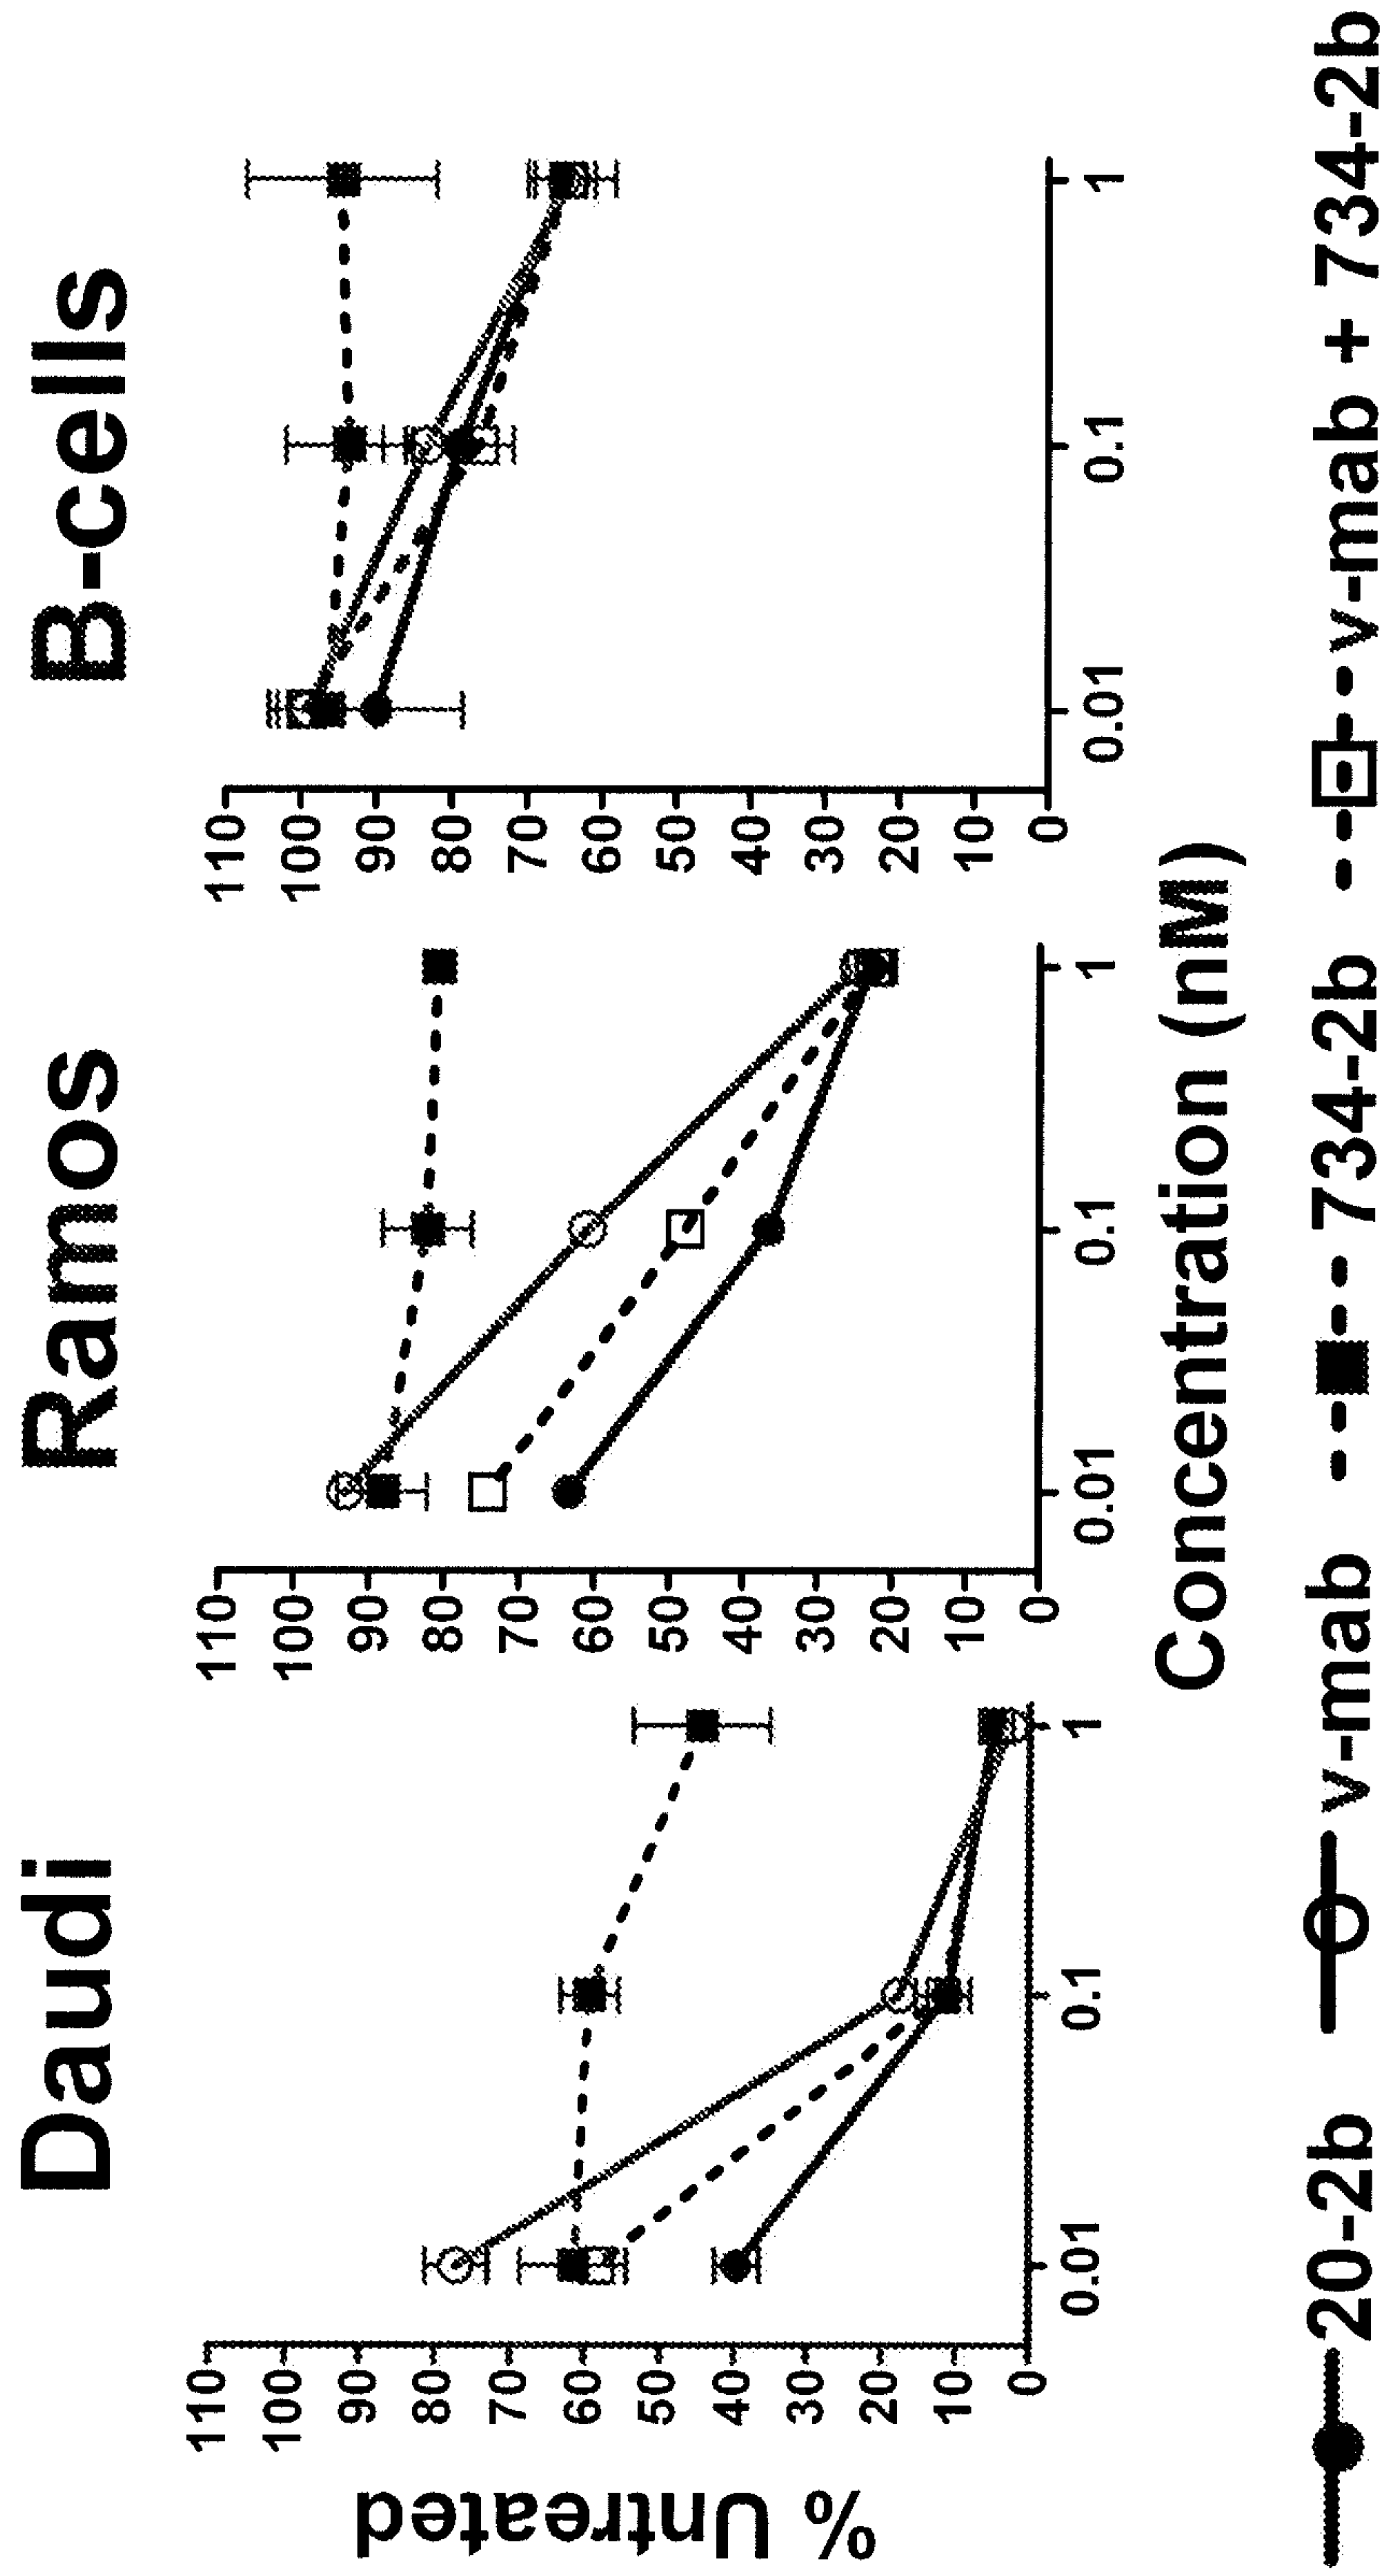 Daudi Ramos B-cells
% Untreated
110 110 110
100 100 100
90 90 90
80 80 80
70 70 70
60 60 60
50 50 50
40 40 40
30 30 30
20 20 20
10 10 10
0 0 0
0.01 0.1 1 0.01 0.1 1 0.01 0.1 1
Concentration (nM)
20-2b v-mab 734-2b v-mab + 734-2b